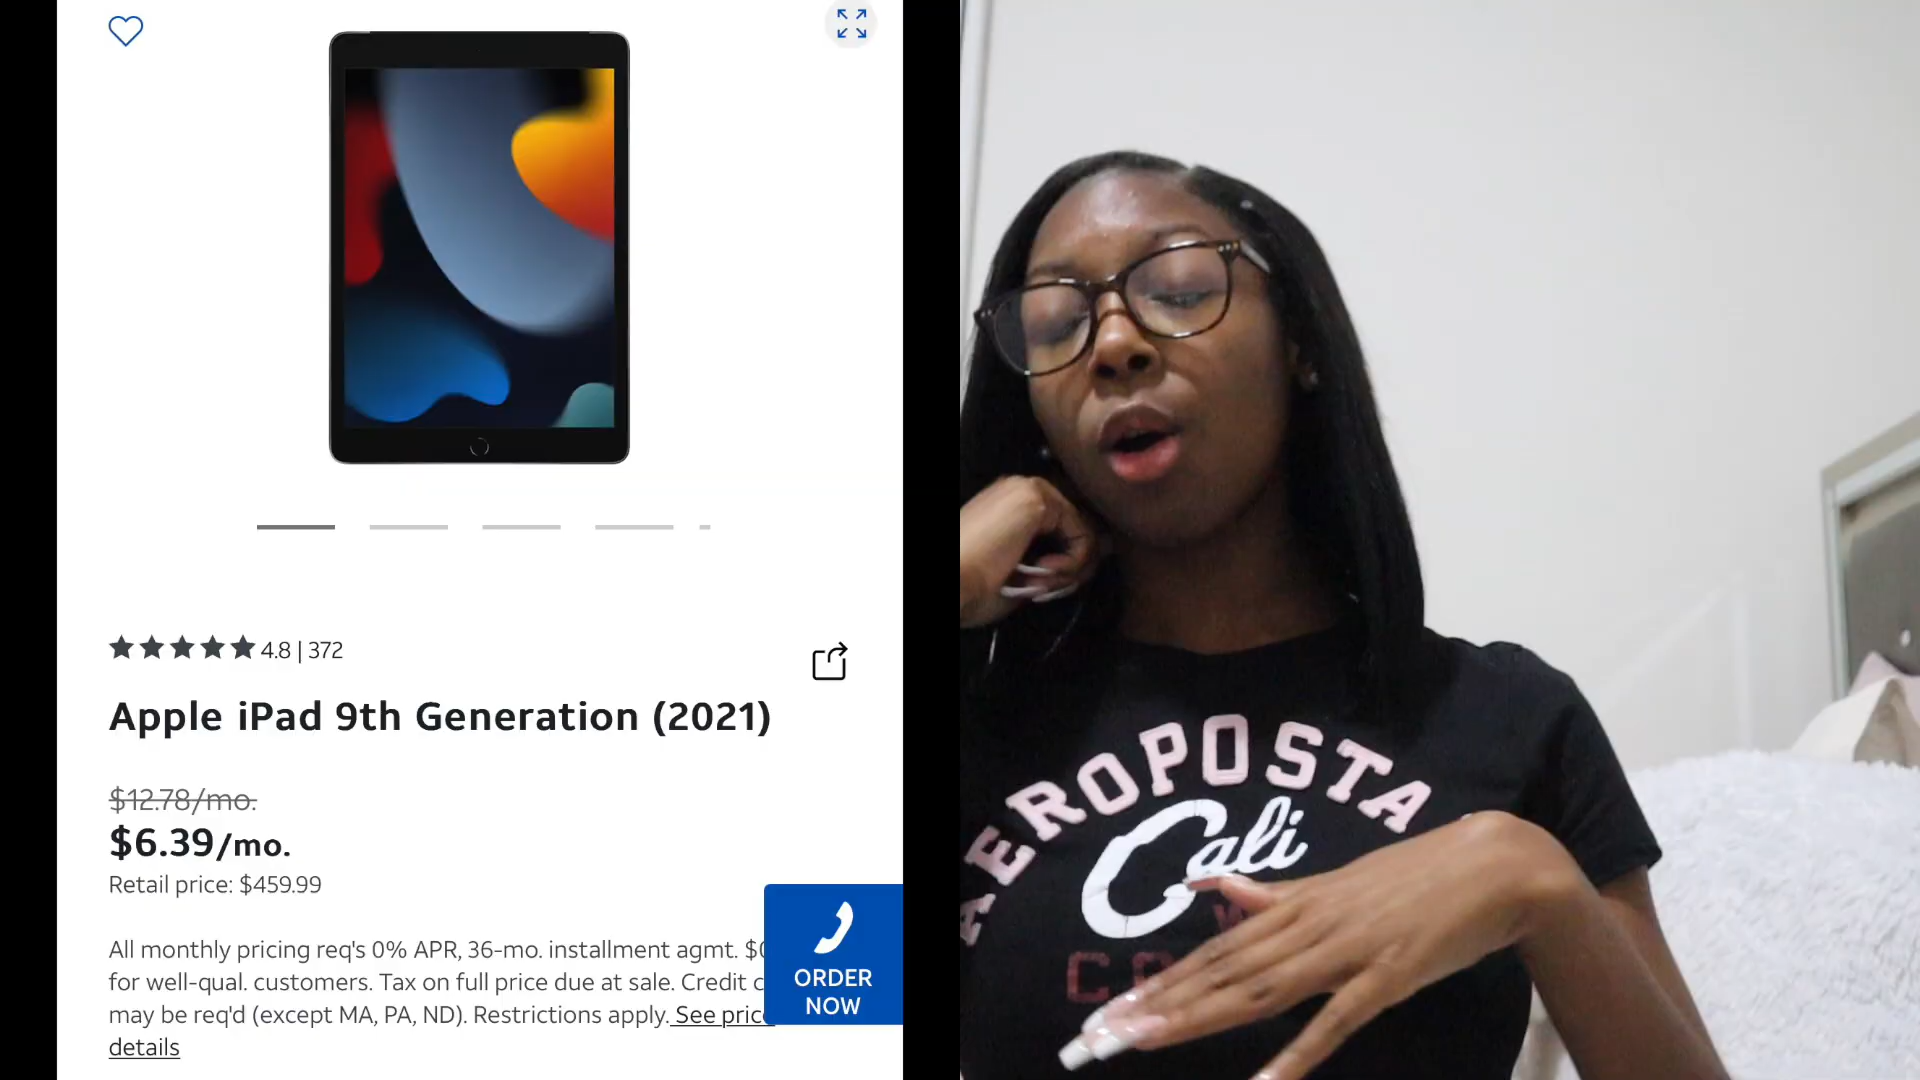 4.8 | 372
Apple iPad 9th Generation (2021)
$12.78/mo.
$6.39/mo.
Retail price: $459.99
All monthly pricing req's 0% APR, 36-mo. installment agmt.
for well-qual. customers. Tax on full price due at sale. Credit
may be req'd (except MA, PA, ND). Restrictions apply. See
details
ORDER
NOW
AEROPOSTA
Cali